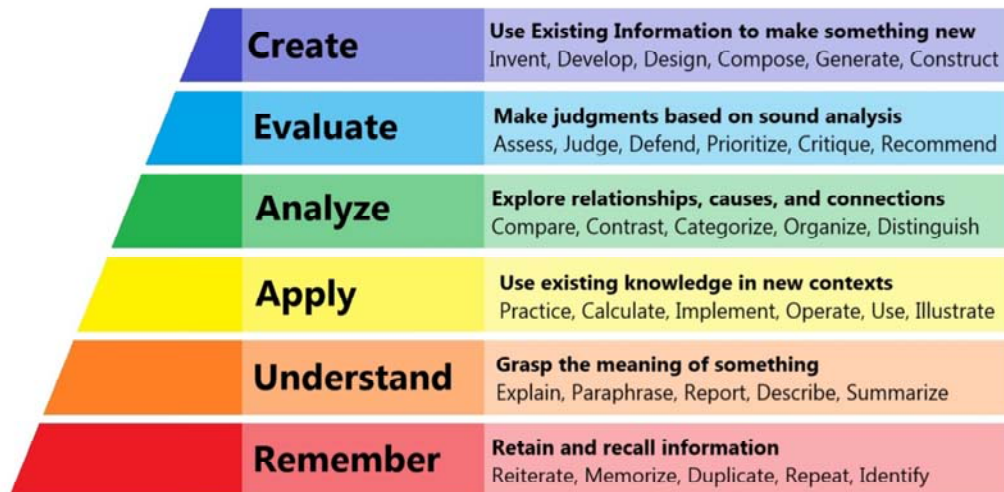 Create
Use Existing Information to make something new
Invent, Develop, Design, Compose, Generate, Construct
Evaluate
Make judgments based on sound analysis
Assess, Judge, Defend, Prioritize, Critique, Recommend
Analyze
Explore relationships, causes, and connections
Compare, Contrast, Categorize, Organize, Distinguish
Apply
Use existing knowledge in new contexts
Practice, Calculate, Implement, Operate, Use, Illustrate
Understand
Grasp the meaning of something
Explain, Paraphrase, Report, Describe, Summarize
Remember
Retain and recall information
Reiterate, Memorize, Duplicate, Repeat, Identify